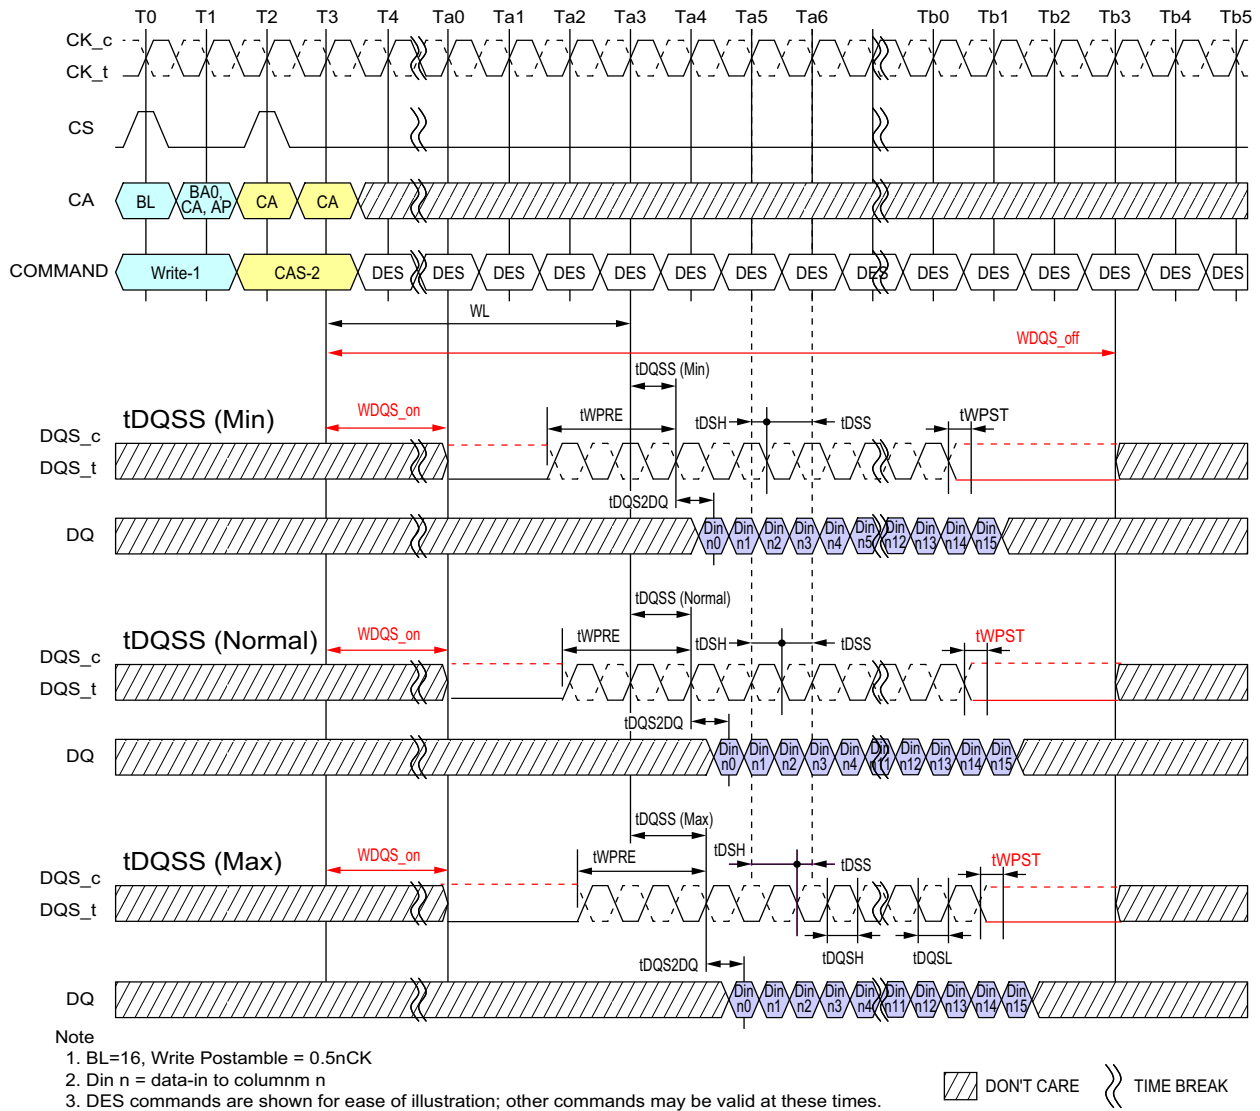 T0 T1 T2 T3 T4 Ta0 Ta1 Ta2 Ta3 Ta4 Ta5 Ta6 Tb0 Tb1 Tb2 Tb3 Tb4 Tb5
CK_c
CK_t
CS
CA BL BA0, CA, AP CA CA
COMMAND Write-1 CAS-2 DES DES DES DES DES DES DES DES DES DES DES DES DES DES DES
WL
WDQS_off
tDQSS (Min)
tDQSS (Min) WDQS_on tWPRE tDSH tDSS tWPST
DQS_c
DQS_t
tDQS2DQ
DQ Din n0 Din n1 Din n2 Din n3 Din n4 Din n5 Din n12 Din n13 Din n14 Din n15
tDQSS (Normal)
tDQSS (Normal) WDQS_on tWPRE tDSH tDSS tWPST
DQS_c
DQS_t
tDQS2DQ
DQ Din n0 Din n1 Din n2 Din n3 Din n4 Din n11 Din n12 Din n13 Din n14 Din n15
tDQSS (Max)
tDQSS (Max) WDQS_on tWPRE tDSH tDSS tWPST
DQS_c
DQS_t
tDQSH tDQSL
tDQS2DQ
DQ Din n0 Din n1 Din n2 Din n3 Din n4 Din n11 Din n12 Din n13 Din n14 Din n15
Note
1. BL=16, Write Postamble = 0.5nCK
2. Din n = data-in to columnm n
3. DES commands are shown for ease of illustration; other commands may be valid at these times.
DON'T CARE TIME BREAK